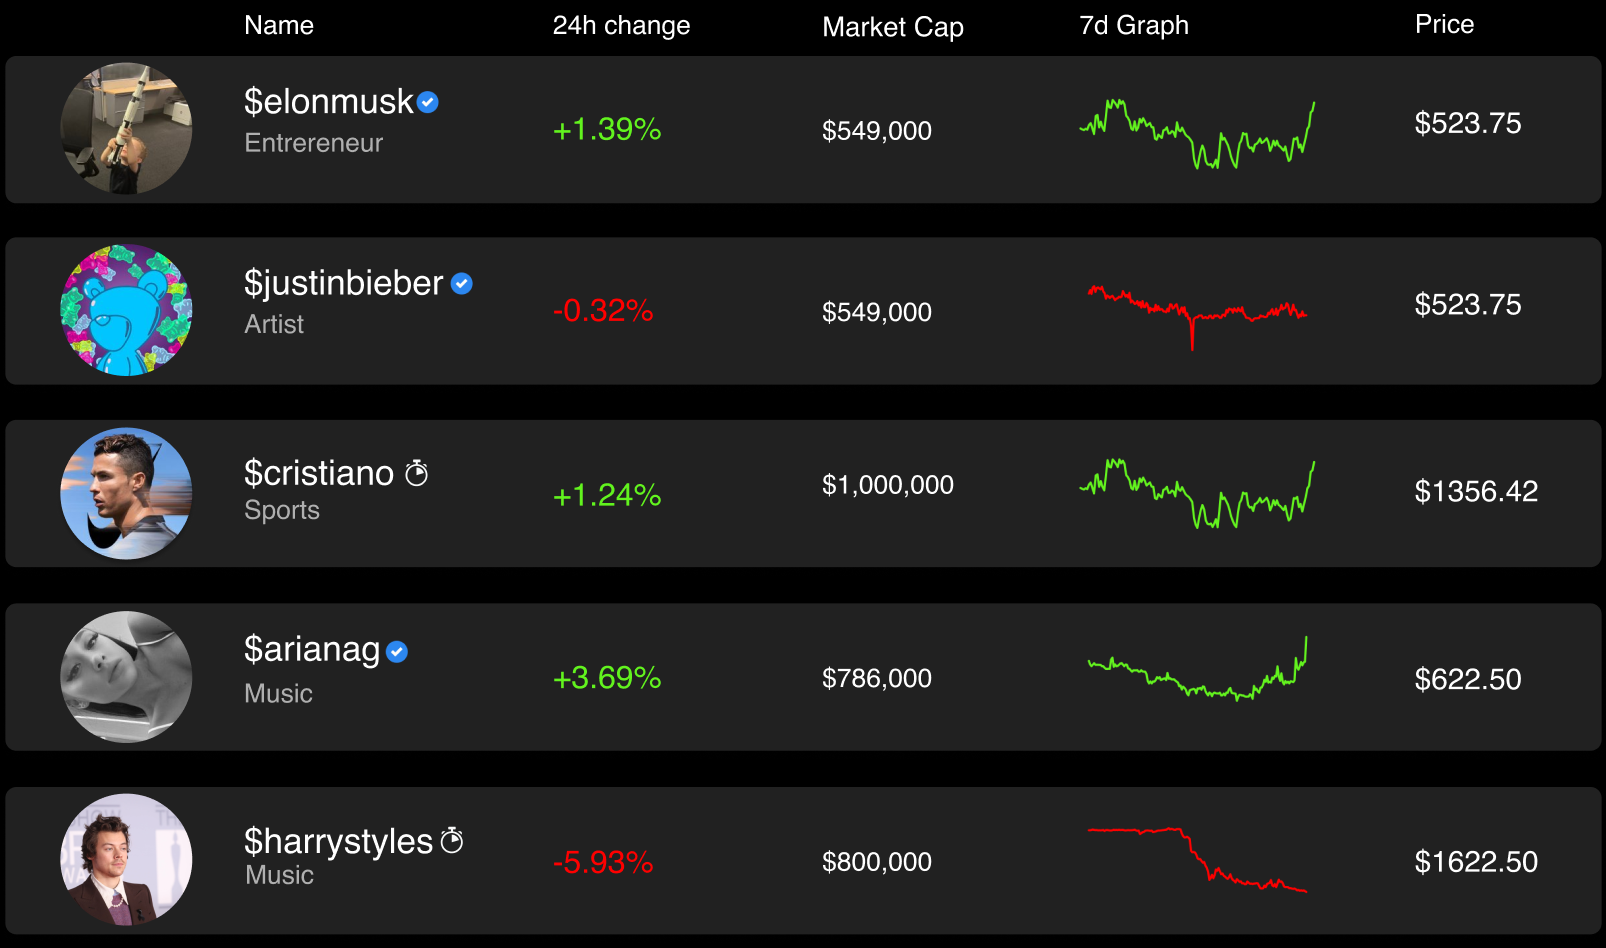 Name 24h change Market Cap 7d Graph Price
$elonmusk
Entrereneur
+1.39% $549,000 $523.75
$justinbieber
Artist
-0.32% $549,000 $523.75
$cristiano
Sports
+1.24% $1,000,000 $1356.42
$arianag
Music
+3.69% $786,000 $622.50
$harrystyles
Music
-5.93% $800,000 $1622.50